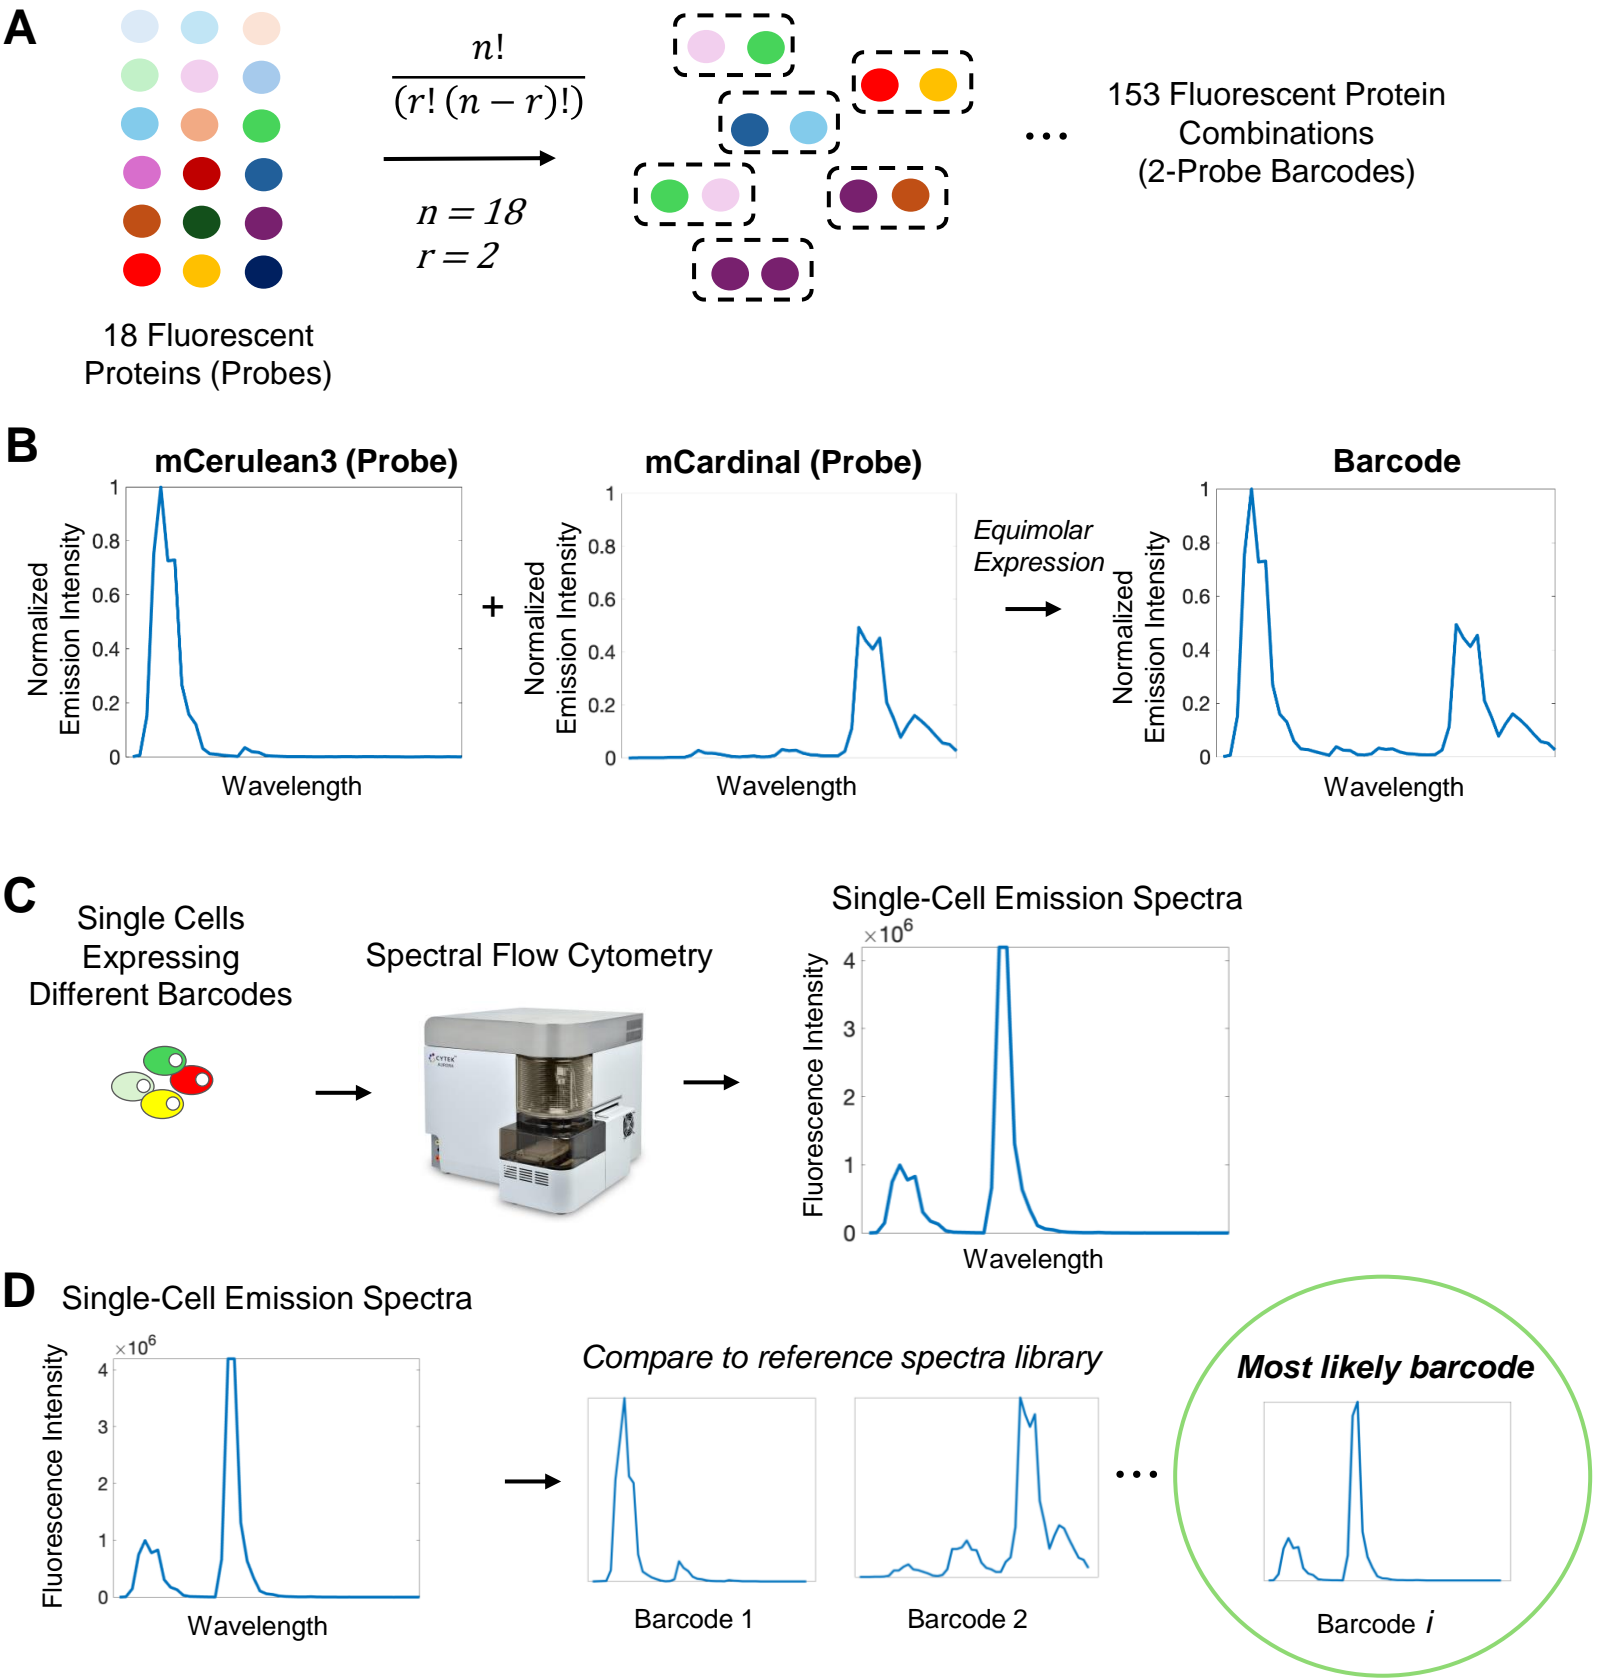 A
n!
(r! (n − r)!)
n = 18
r = 2
18 Fluorescent
Proteins (Probes)
...
153 Fluorescent Protein
Combinations
(2-Probe Barcodes)
B
mCerulean3 (Probe)
Normalized
Emission Intensity
1
0.8
0.6
0.4
0.2
0
Wavelength
+
mCardinal (Probe)
Normalized
Emission Intensity
1
0.8
0.6
0.4
0.2
0
Wavelength
Equimolar
Expression
Barcode
Normalized
Emission Intensity
1
0.8
0.6
0.4
0.2
0
Wavelength
C
Single Cells
Expressing
Different Barcodes
Spectral Flow Cytometry
CYTEK
Single-Cell Emission Spectra
×10⁶
Fluorescence Intensity
4
3
2
1
0
Wavelength
D
Single-Cell Emission Spectra
×10⁶
Fluorescence Intensity
4
3
2
1
0
Wavelength
Compare to reference spectra library
Barcode 1
Barcode 2
...
Most likely barcode
Barcode i